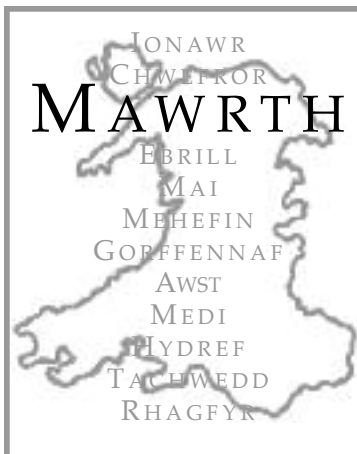 IONAWR
CHWEFROR
MAWRTH
EBRILL
MAI
MEHEFIN
GORFFENNAF
AWST
MEDI
HYDREF
TACHWEDD
RHAGFYR